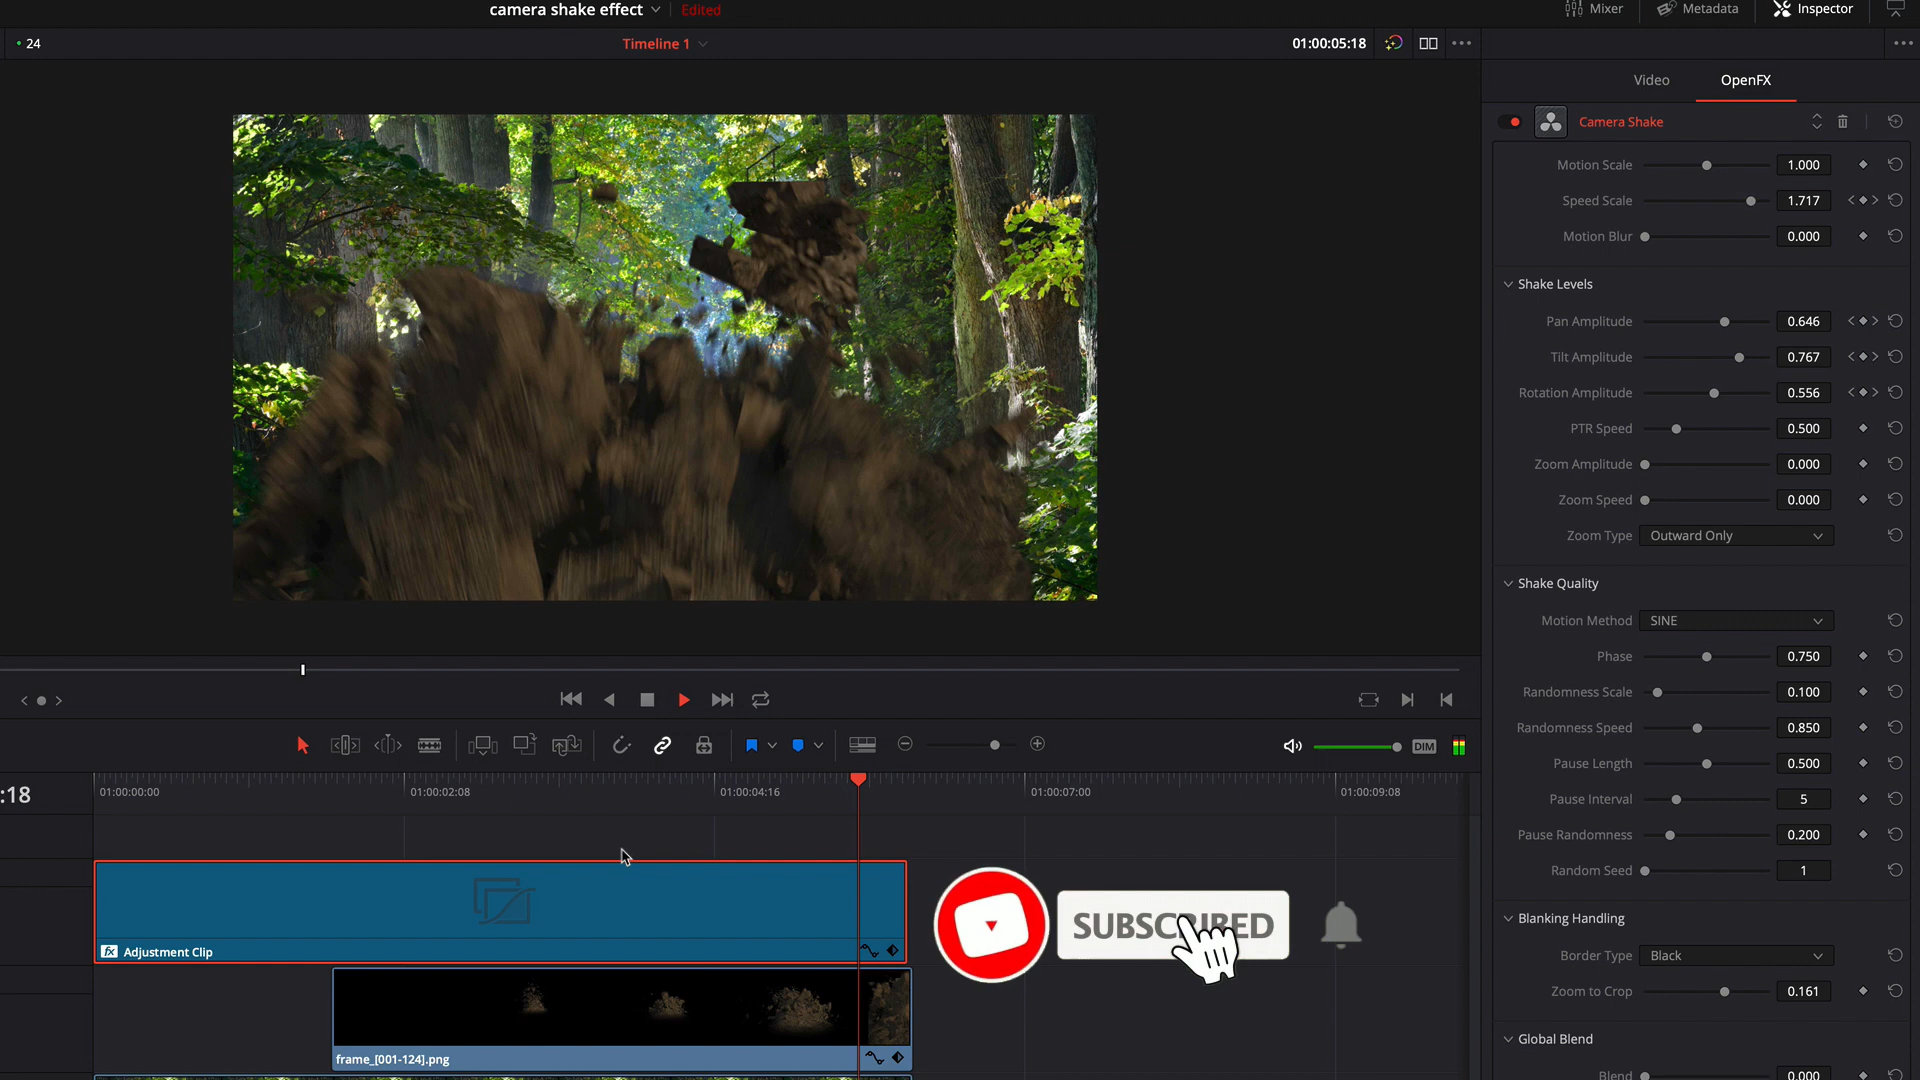 camera shake effect
Edited
Mixer
Metadata
Inspector
24
Timeline 1
01:00:05:18
Video
OpenFX
Camera Shake
Motion Scale 1.000
Speed Scale 1.717
Motion Blur 0.000
Shake Levels
Pan Amplitude 0.646
Tilt Amplitude 0.767
Rotation Amplitude 0.556
PTR Speed 0.500
Zoom Amplitude 0.000
Zoom Speed 0.000
Zoom Type Outward Only
Shake Quality
Motion Method SINE
Phase 0.750
Randomness Scale 0.100
Randomness Speed 0.850
Pause Length 0.500
Pause Interval 5
Pause Randomness 0.200
Random Seed 1
Blanking Handling
Border Type Black
Zoom to Crop 0.161
Global Blend
Blend 0.000
DIM
:18
01:00:00:00
01:00:02:08
01:00:04:16
01:00:07:00
01:00:09:08
fx Adjustment Clip
SUBSCRIBED
frame_[001-124].png